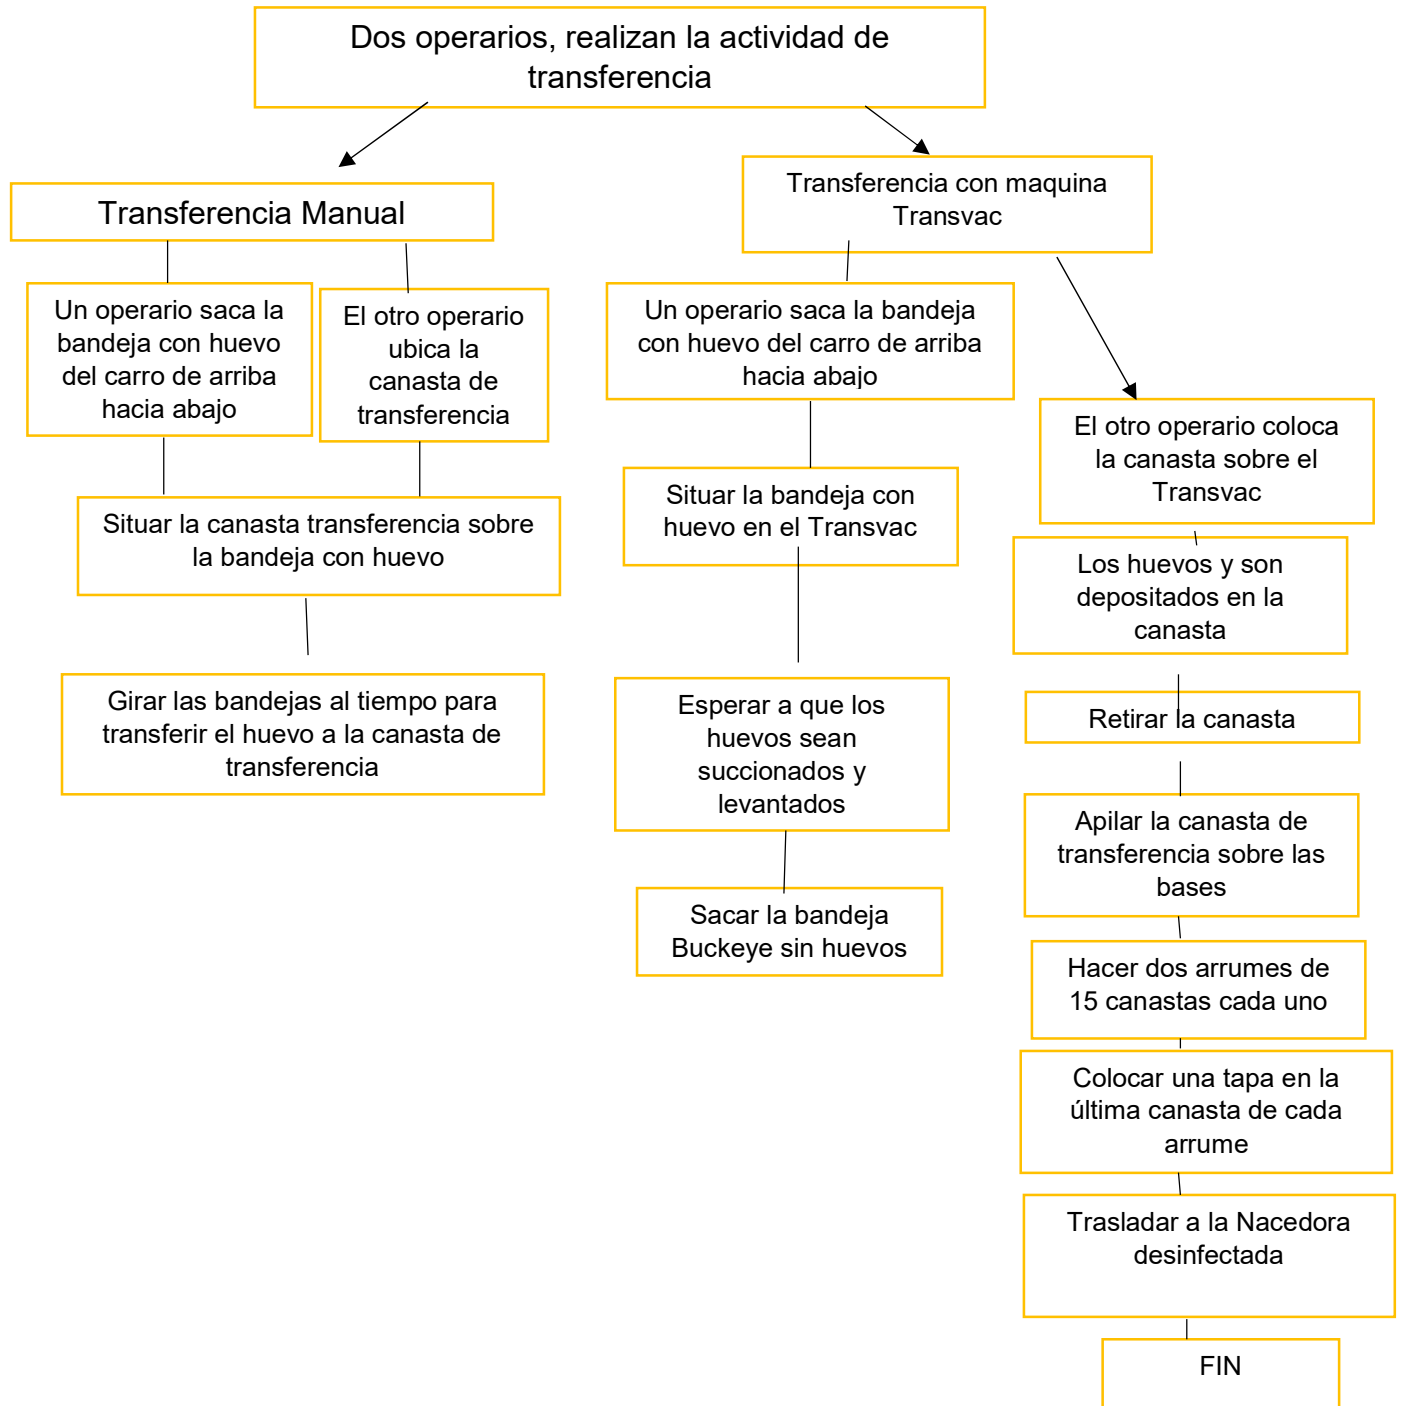 Dos operarios, realizan la actividad de
transferencia
Transferencia Manual
Transferencia con maquina
Transvac
Un operario saca la
bandeja con huevo
del carro de arriba
hacia abajo
El otro operario
ubica la
canasta de
transferencia
Situar la canasta transferencia sobre
la bandeja con huevo
Girar las bandejas al tiempo para
transferir el huevo a la canasta de
transferencia
Un operario saca la bandeja
con huevo del carro de arriba
hacia abajo
Situar la bandeja con
huevo en el Transvac
Esperar a que los
huevos sean
succionados y
levantados
Sacar la bandeja
Buckeye sin huevos
El otro operario coloca
la canasta sobre el
Transvac
Los huevos y son
depositados en la
canasta
Retirar la canasta
Apilar la canasta de
transferencia sobre las
bases
Hacer dos arrumes de
15 canastas cada uno
Colocar una tapa en la
última canasta de cada
arrume
Trasladar a la Nacedora
desinfectada
FIN